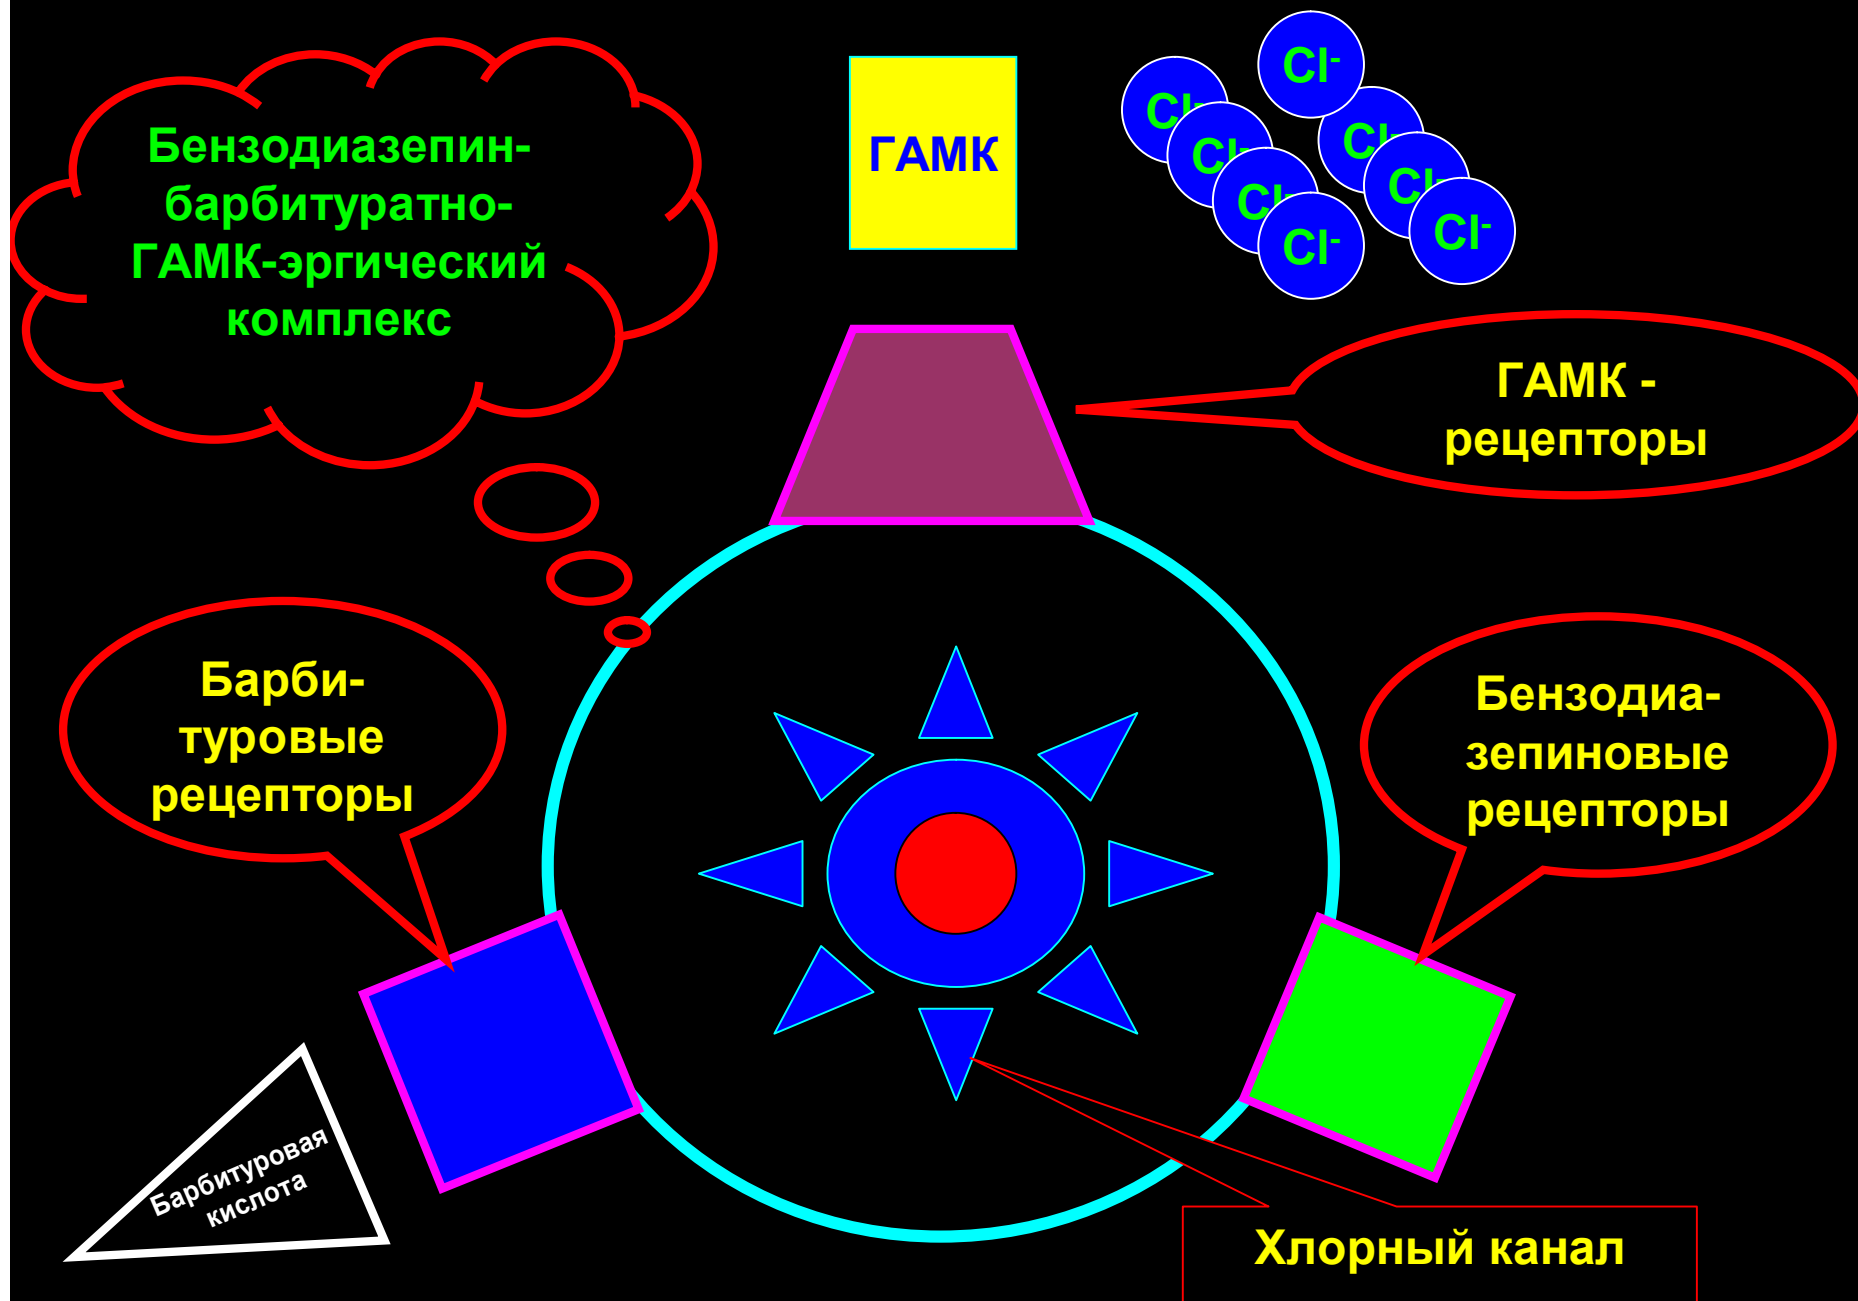 Бензодиазепин-
барбитуратно-
ГАМК-эргический
комплекс
ГАМК
Cl-
Cl-
Cl-
Cl-
Cl-
Cl-
Cl-
Cl-
ГАМК -
рецепторы
Барби-
туровые
рецепторы
Бензодиа-
зепиновые
рецепторы
Барбитуровая
кислота
Хлорный канал